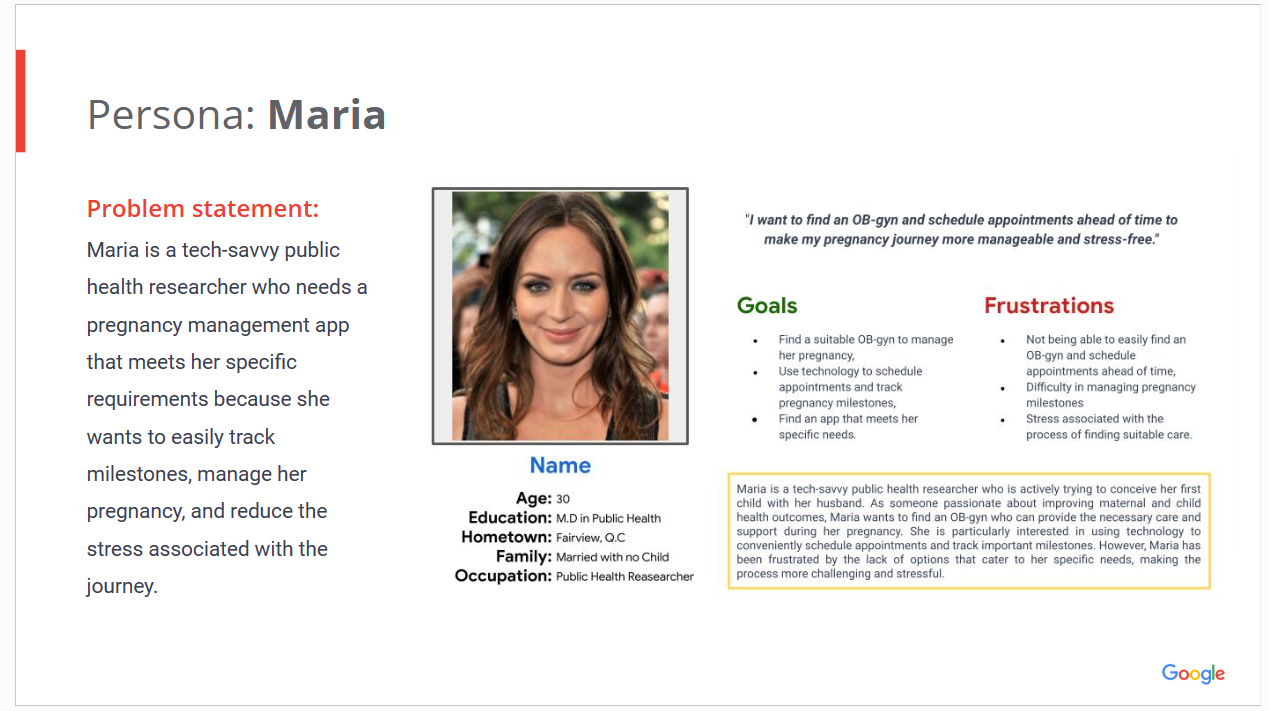 Persona: Maria
Problem statement:
Maria is a tech-savvy public
health researcher who needs a
pregnancy management app
that meets her specific
requirements because she
wants to easily track
milestones, manage her
pregnancy, and reduce the
stress associated with the
journey.
Name
Age: 30
Education: M.D in Public Health
Hometown: Fairview, Q.C
Family: Married with no Child
Occupation: Public Health Reasearcher
"I want to find an OB-gyn and schedule appointments ahead of time to
make my pregnancy journey more manageable and stress-free."
Goals
• Find a suitable OB-gyn to manage
her pregnancy,
• Use technology to schedule
appointments and track
pregnancy milestones,
• Find an app that meets her
specific needs.
Frustrations
• Not being able to easily find an
OB-gyn and schedule
appointments ahead of time,
• Difficulty in managing pregnancy
milestones
• Stress associated with the
process of finding suitable care.
Maria is a tech-savvy public health researcher who is actively trying to conceive her first
child with her husband. As someone passionate about improving maternal and child
health outcomes, Maria wants to find an OB-gyn who can provide the necessary care and
support during her pregnancy. She is particularly interested in using technology to
conveniently schedule appointments and track important milestones. However, Maria has
been frustrated by the lack of options that cater to her specific needs, making the
process more challenging and stressful.
Google